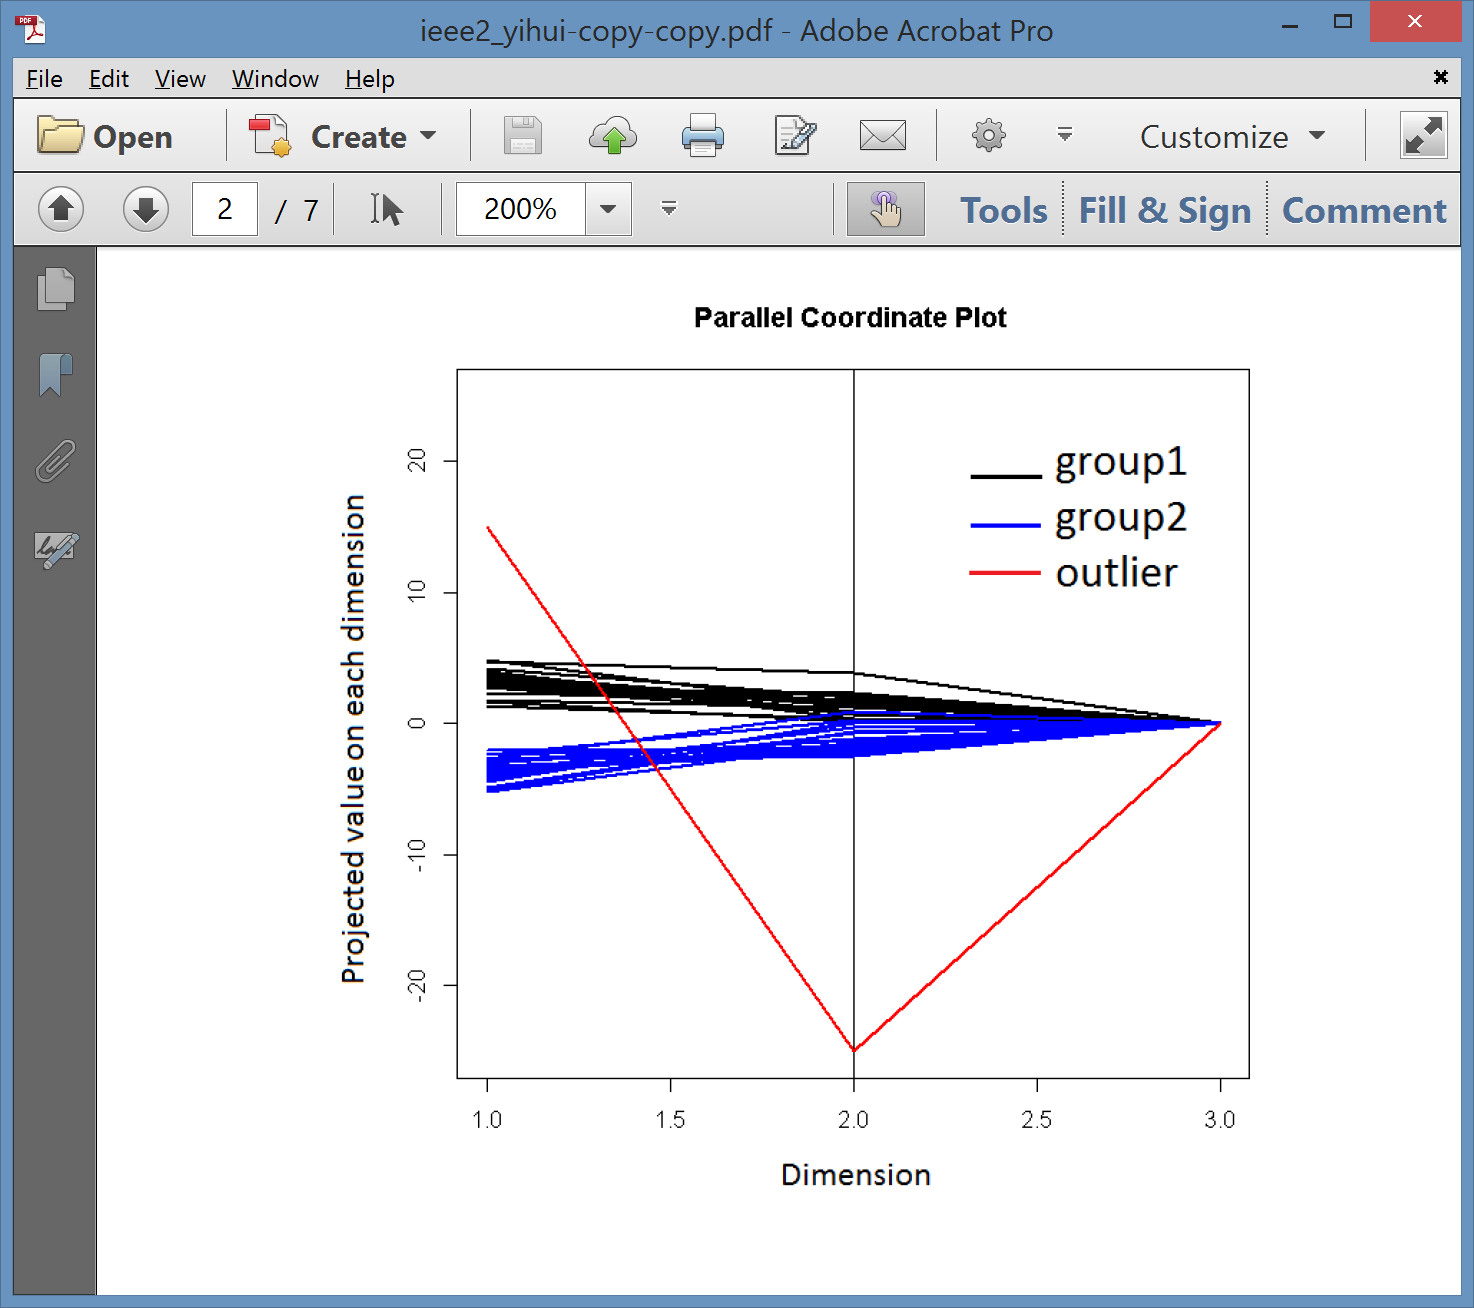 ieee2_yihui-copy-copy.pdf - Adobe Acrobat Pro
File Edit View Window Help
Open Create Customize
2 / 7 200% Tools Fill & Sign Comment
Parallel Coordinate Plot
Projected value on each dimension
20
10
0
-10
-20
group1
group2
outlier
1.0 1.5 2.0 2.5 3.0
Dimension